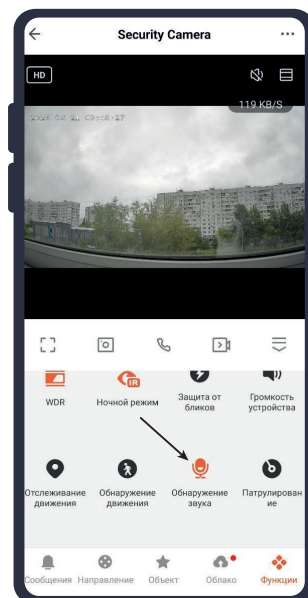 Security Camera
HD
119 KB/S
WDR
Ночной режим
Защита от
бликов
Громкость
устройства
Отслеживание
движения
Обнаружение
движения
Обнаружение
звука
Патрулирован
ие
Сообщения Направление Объект Облако Функции